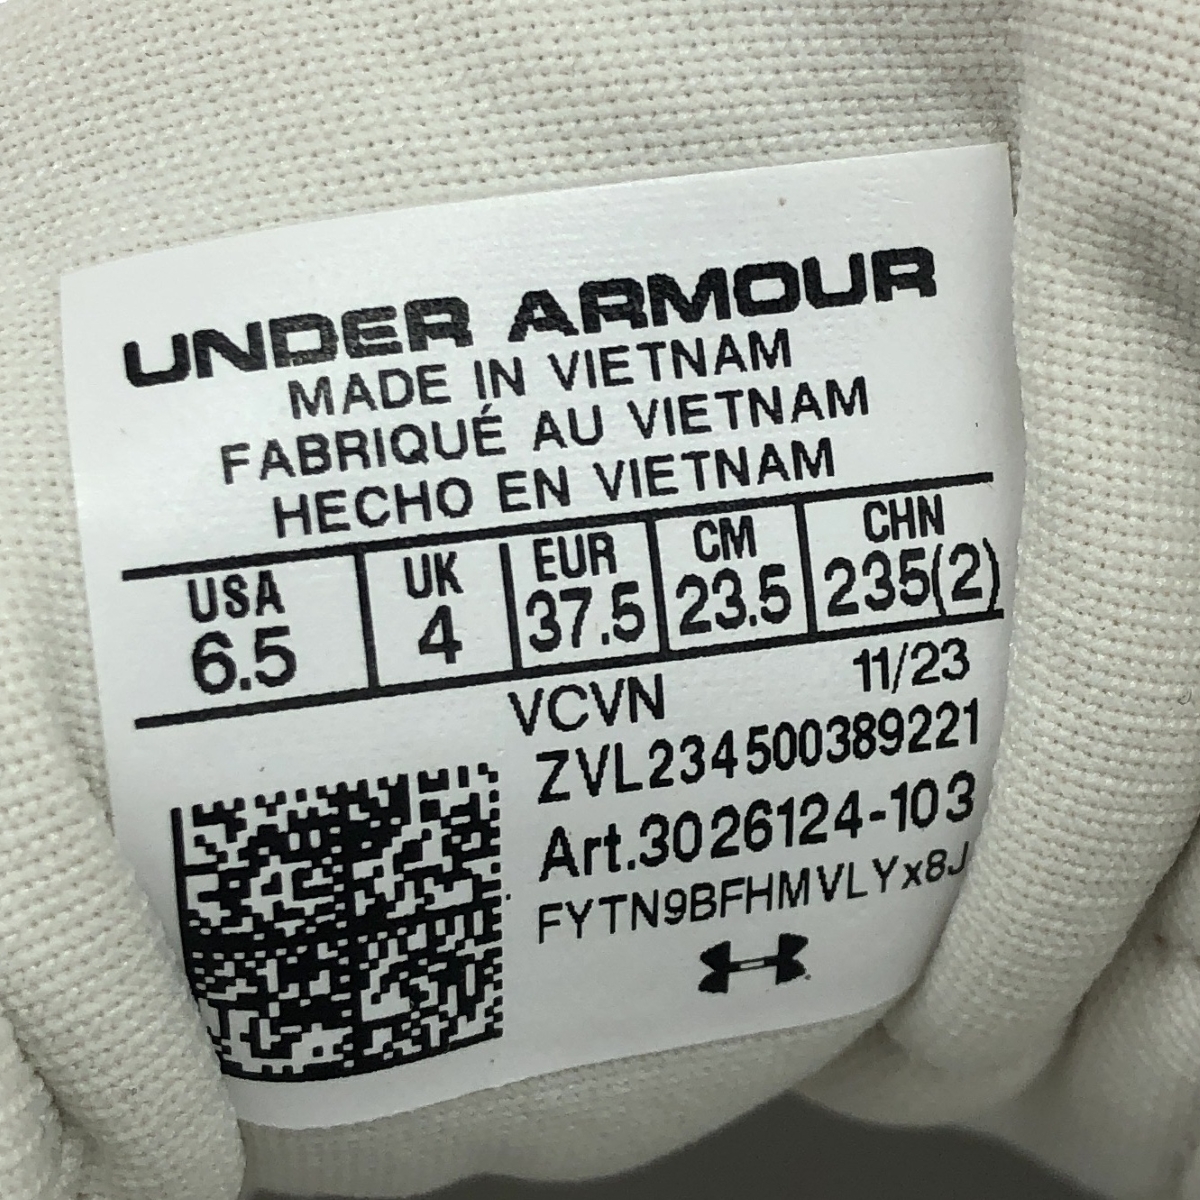 UNDER ARMOUR
MADE IN VIETNAM
FABRIQUÉ AU VIETNAM
HECHO EN VIETNAM
USA UK EUR CM CHN
6.5 4 37.5 23.5 235(2)
VCVN 11/23
ZVL234500389221
Art.3026124-103
FYTN9BFHMVLYx8J